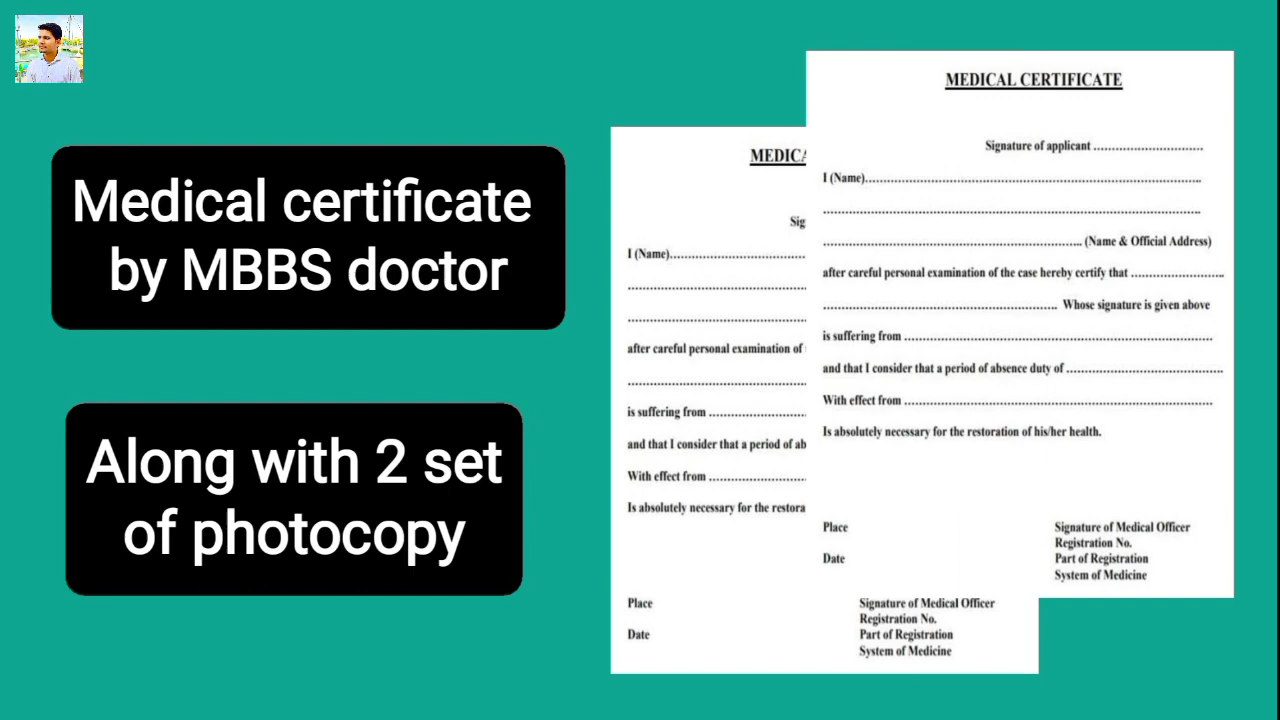 Medical certificate
by MBBS doctor
Along with 2 set
of photocopy
MEDICA
Sig
I (Name)..............................................
................................................................
................................................................
after careful personal examination of
................................................................
is suffering from ................................
and that I consider that a period of ab
With effect from ................................
Is absolutely necessary for the restora
Place
Date
Signature of Medical Officer
Registration No.
Part of Registration
System of Medicine
MEDICAL CERTIFICATE
Signature of applicant ..............................
I (Name)............................................................................................
.......................................................................................................
....................................................................... (Name & Official Address)
after careful personal examination of the case hereby certify that .........................
................................................................ Whose signature is given above
is suffering from ....................................................................................
and that I consider that a period of absence duty of ...........................................
With effect from ....................................................................................
Is absolutely necessary for the restoration of his/her health.
Place
Date
Signature of Medical Officer
Registration No.
Part of Registration
System of Medicine